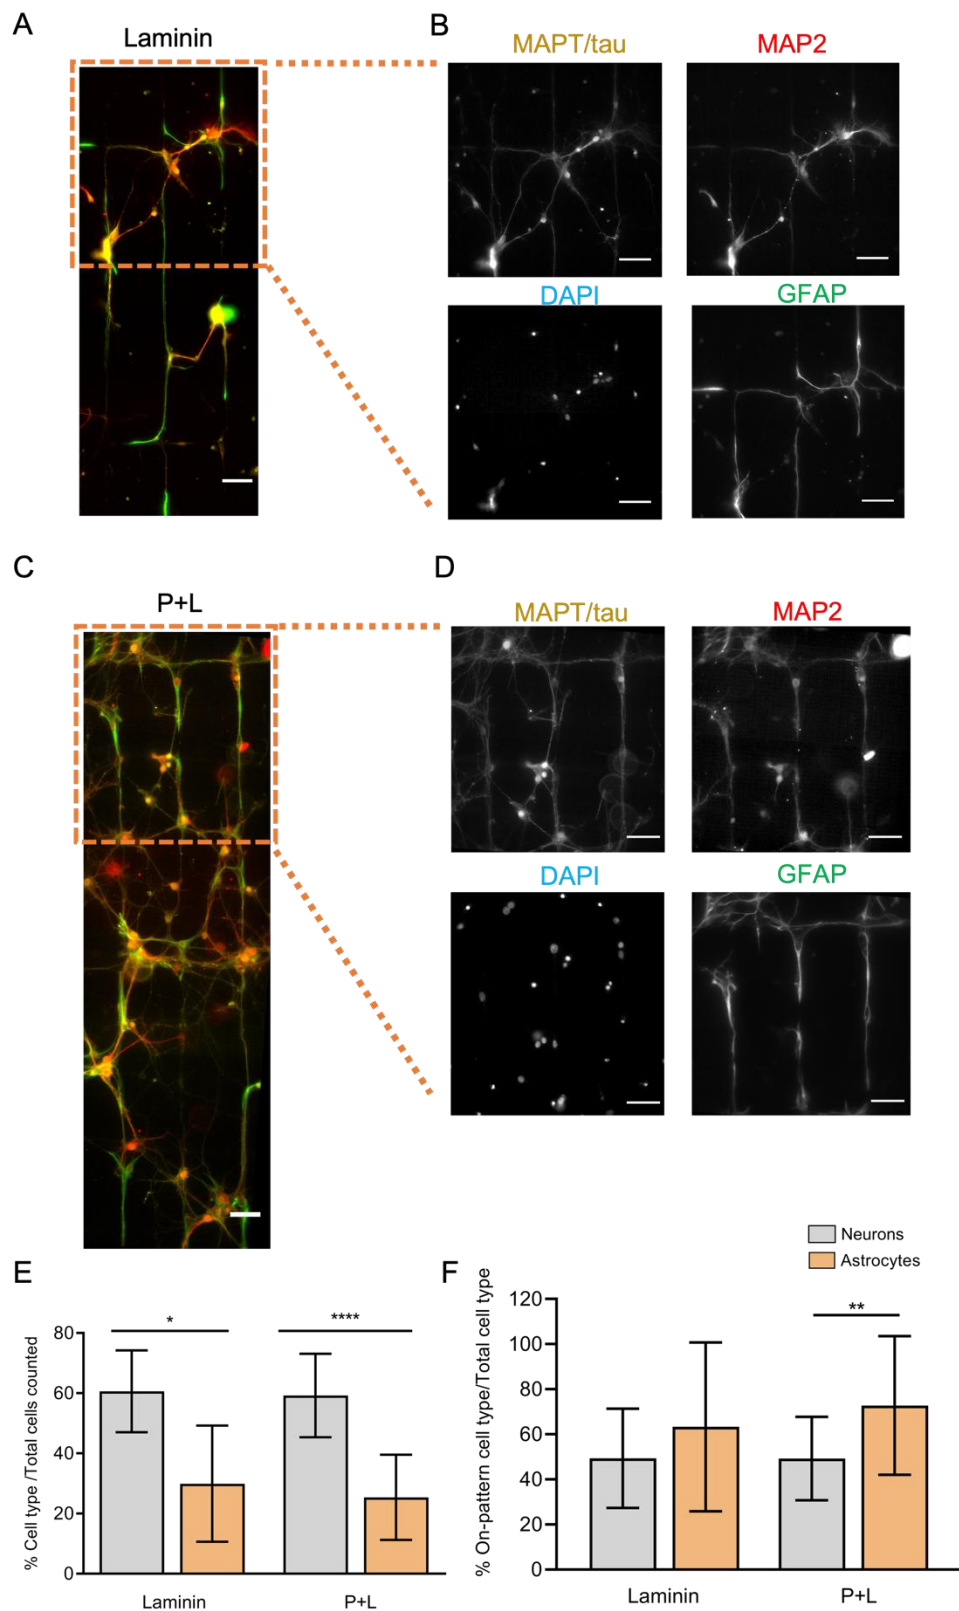 A
Laminin
B
MAPT/tau
MAP2
DAPI
GFAP
C
P+L
D
MAPT/tau
MAP2
DAPI
GFAP
E
% Cell type /Total cells counted
80
60
40
20
0
*
****
Laminin
P+L
F
Neurons
Astrocytes
% On-pattern cell type/Total cell type
120
100
80
60
40
20
0
**
Laminin
P+L